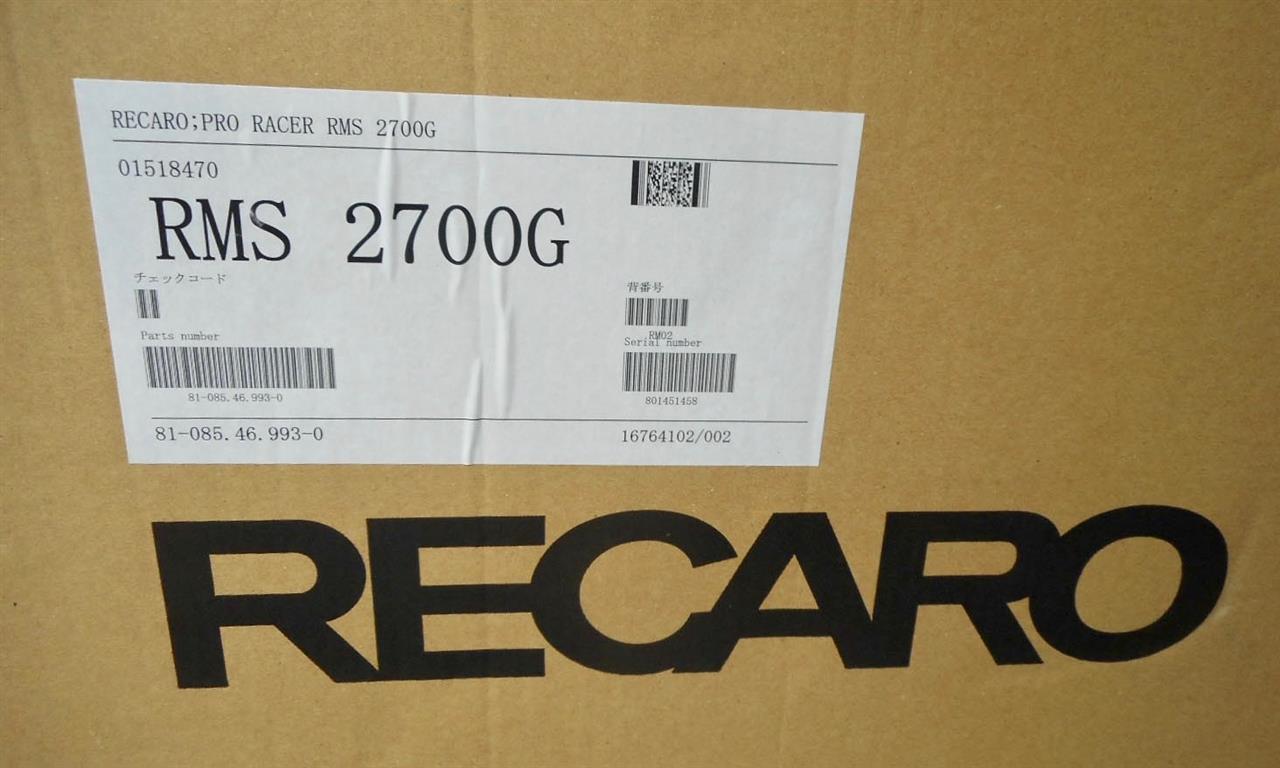 RECARO;PRO RACER RMS 2700G
01518470
RMS 2700G
チェックコード
背番号
RM02
Parts number
Serial number
81-085.46.993-0
801451458
81-085.46.993-0
16764102/002
RECARO